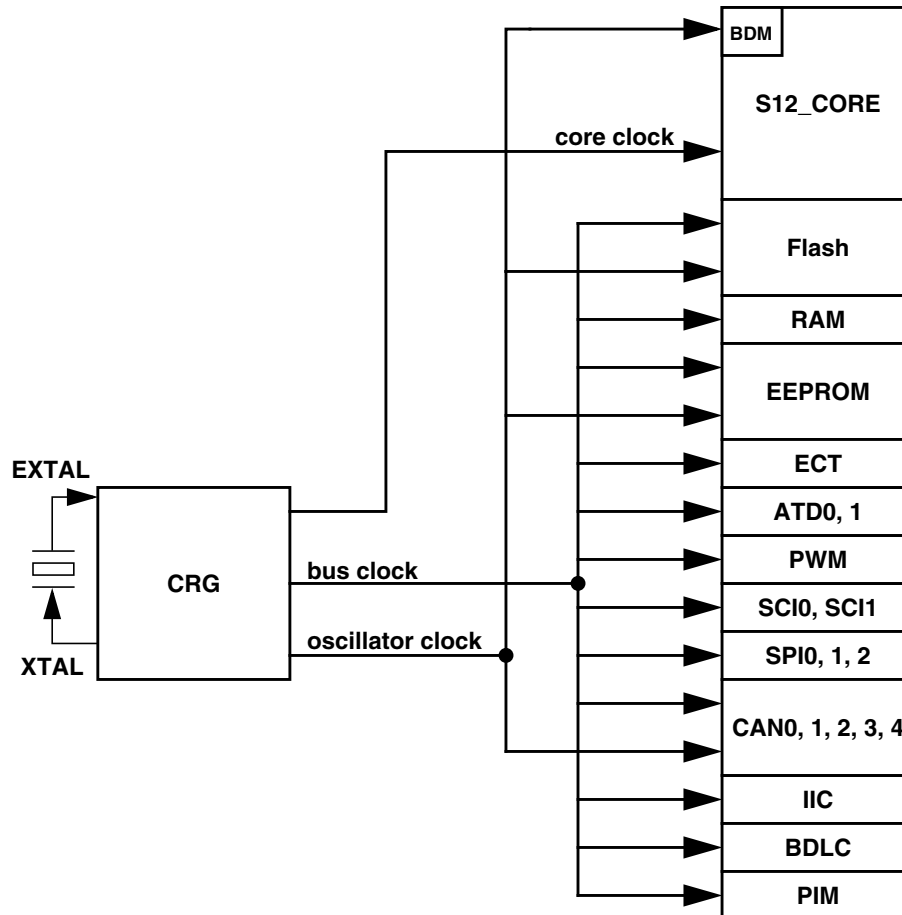 BDM
S12_CORE
core clock
Flash
RAM
EEPROM
EXTAL
ECT
ATD0, 1
PWM
CRG
bus clock
SCI0, SCI1
oscillator clock
XTAL
SPI0, 1, 2
CAN0, 1, 2, 3, 4
IIC
BDLC
PIM